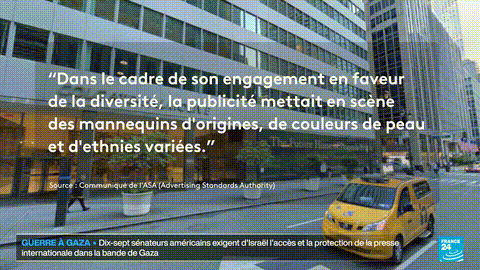 “Dans le cadre de son engagement en faveur
de la diversité, la publicité mettait en scène
des mannequins d'origines, de couleurs de peau
et d'ethnies variées.”
Source : Communiqué de l'ASA (Advertising Standards Authority)
GUERRE À GAZA • Dix-sept sénateurs américains exigent d'Israël l'accès et la protection de la presse
internationale dans la bande de Gaza
FRANCE
24